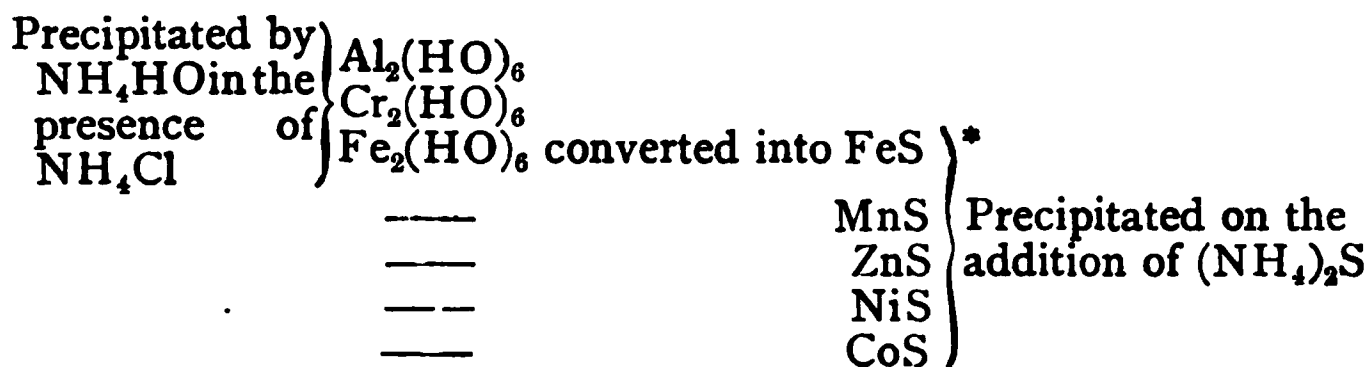 Precipitated by
NH₄HO in the
presence of
NH₄Cl
Al₂(HO)₆
Cr₂(HO)₆
Fe₂(HO)₆ converted into FeS
MnS
ZnS
NiS
CoS
*
Precipitated on the
addition of (NH₄)₂S